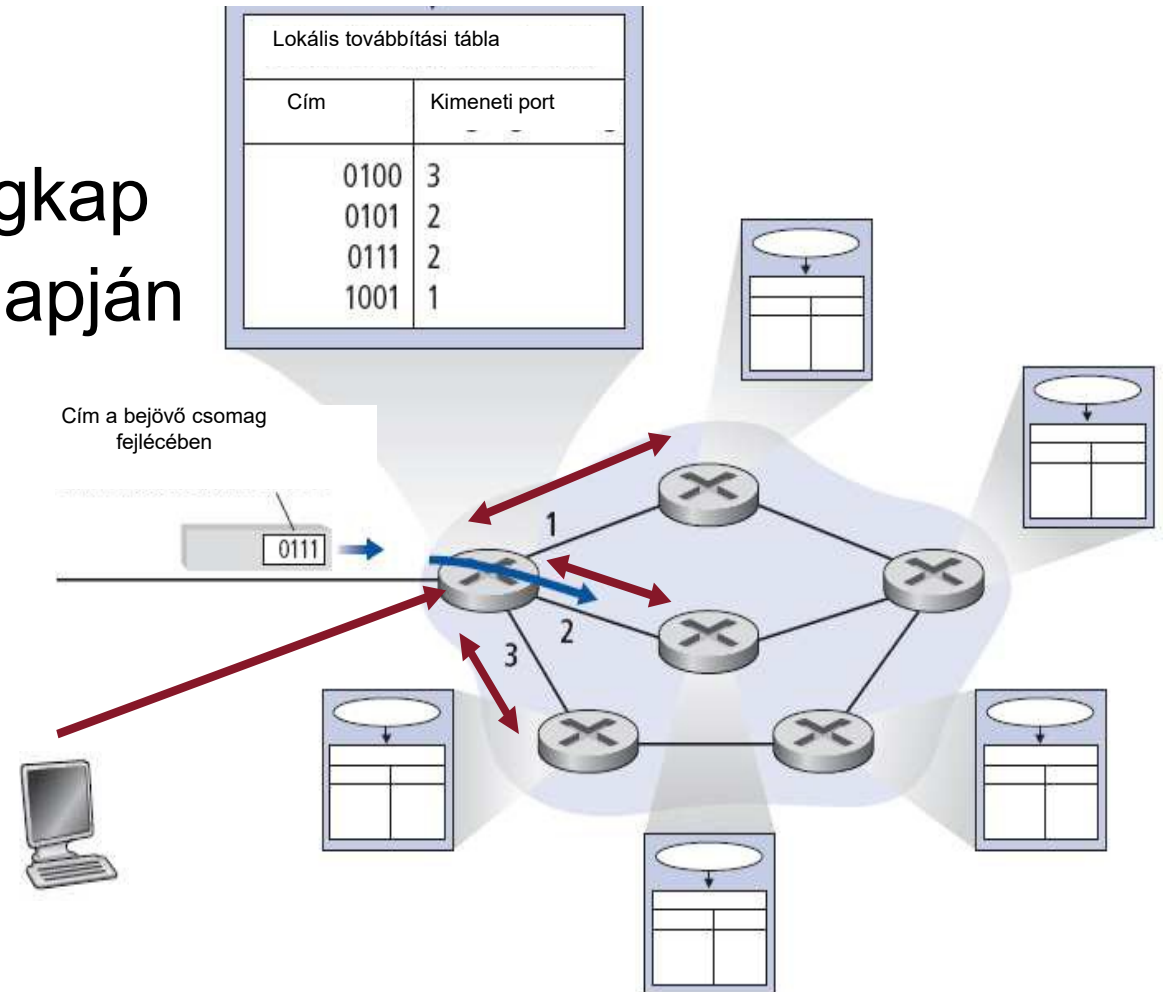 Lokális továbbítási tábla
Cím Kimeneti port
0100 3
0101 2
0111 2
1001 1
gkap
apján
Cím a bejövő csomag
fejlécében
0111
1
2
3